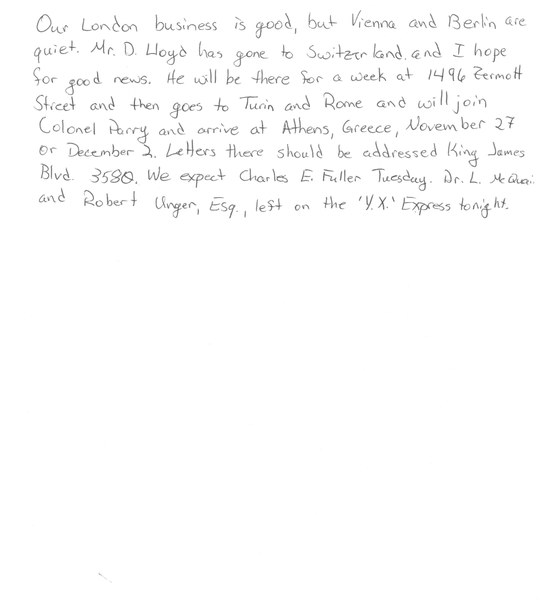 Our London business is good, but Vienna and Berlin are
quiet. Mr. D. Lloyd has gone to Switzerland and I hope
for good news. He will be there for a week at 1496 Zermott
Street and then goes to Turin and Rome and will join
Colonel Parry and arrive at Athens, Greece, November 27
or December 2. Letters there should be addressed King James
Blvd. 3580. We expect Charles E. Fuller Tuesday. Dr. L.
and Robert Unger, Esq., left on the 'Y.X.' Express tonight.